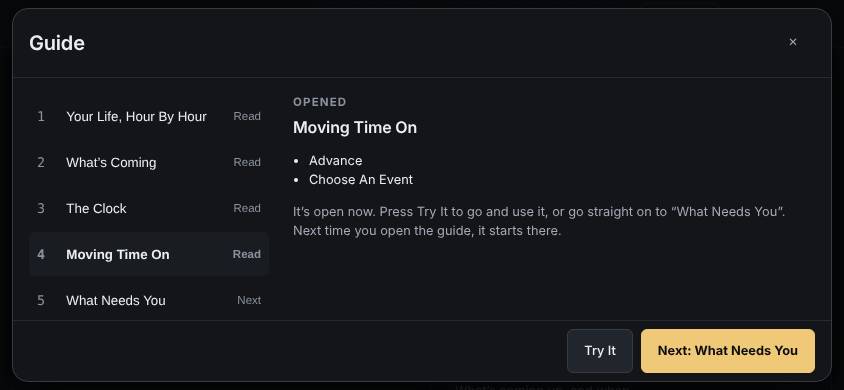 Guide
×
1 Your Life, Hour By Hour Read
2 What's Coming Read
3 The Clock Read
4 Moving Time On Read
5 What Needs You Next
OPENED
Moving Time On
• Advance
• Choose An Event
It's open now. Press Try It to go and use it, or go straight on to “What Needs You”.
Next time you open the guide, it starts there.
Try It
Next: What Needs You